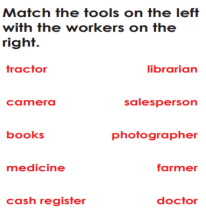 Match the tools on the left
with the workers on the
right.
tractor librarian
camera salesperson
books photographer
medicine farmer
cash register doctor